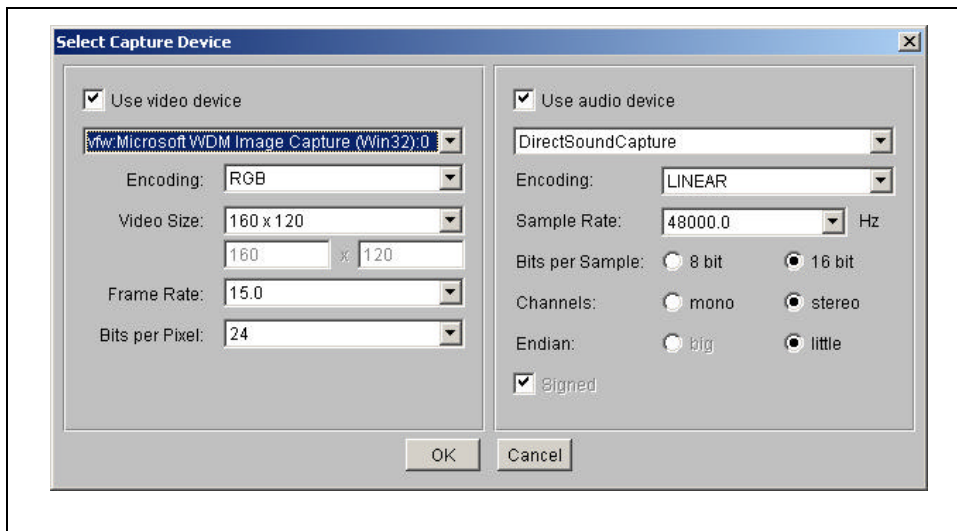 Select Capture Device
Use video device
vfw:Microsoft WDM Image Capture (Win32):0
Encoding: RGB
Video Size: 160 x 120
160 x 120
Frame Rate: 15.0
Bits per Pixel: 24
Use audio device
DirectSoundCapture
Encoding: LINEAR
Sample Rate: 48000.0 Hz
Bits per Sample: 8 bit 16 bit
Channels: mono stereo
Endian: big little
Signed
OK Cancel